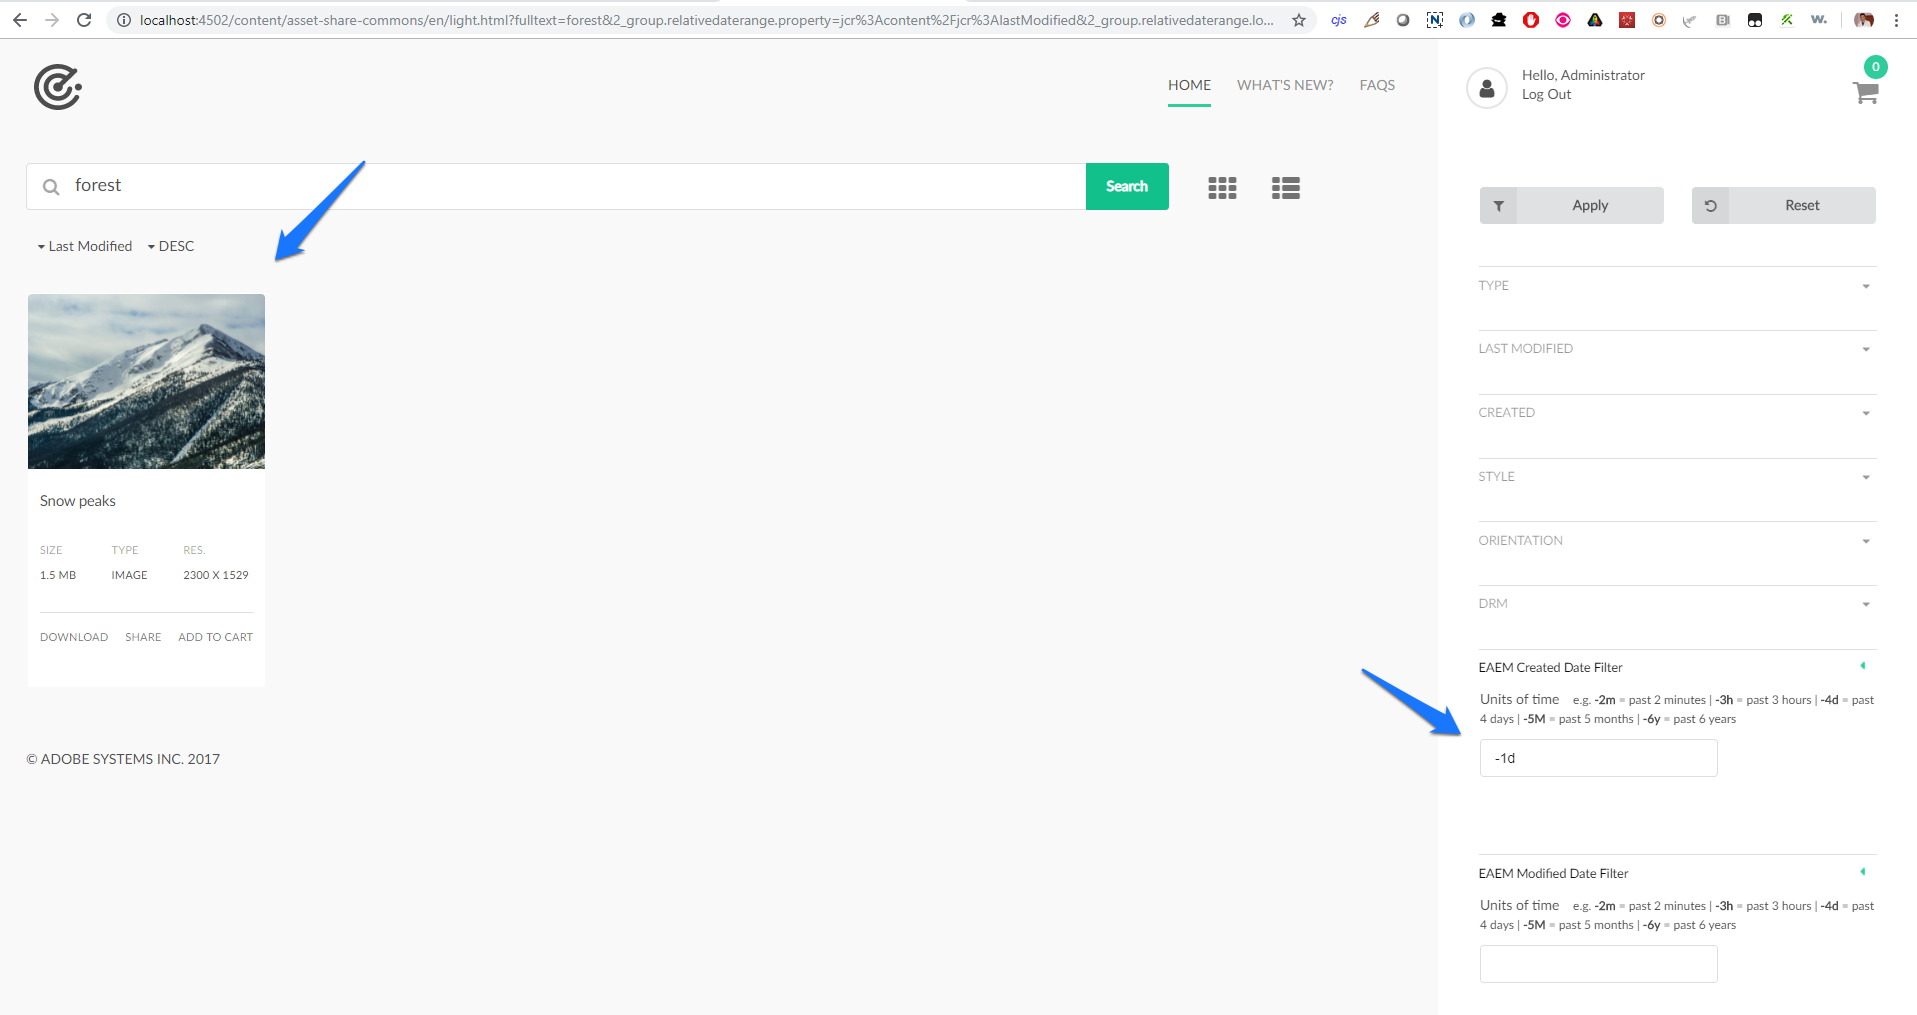 localhost:4502/content/asset-share-commons/en/light.html?fulltext=forest&2_group.relativedaterange.property=jcr%3Acontent%2Fjcr%3AlastModified&2_group.relativedaterange.lo...
cjs
N
B
w.
HOME WHAT'S NEW? FAQS
Hello, Administrator
Log Out
0
forest
Search
Apply
Reset
Last Modified DESC
Snow peaks
SIZE TYPE RES.
1.5 MB IMAGE 2300 X 1529
DOWNLOAD SHARE ADD TO CART
© ADOBE SYSTEMS INC. 2017
TYPE
LAST MODIFIED
CREATED
STYLE
ORIENTATION
DRM
EAEM Created Date Filter
Units of time e.g. -2m = past 2 minutes | -3h = past 3 hours | -4d = past
4 days | -5M = past 5 months | -6y = past 6 years
-1d
EAEM Modified Date Filter
Units of time e.g. -2m = past 2 minutes | -3h = past 3 hours | -4d = past
4 days | -5M = past 5 months | -6y = past 6 years